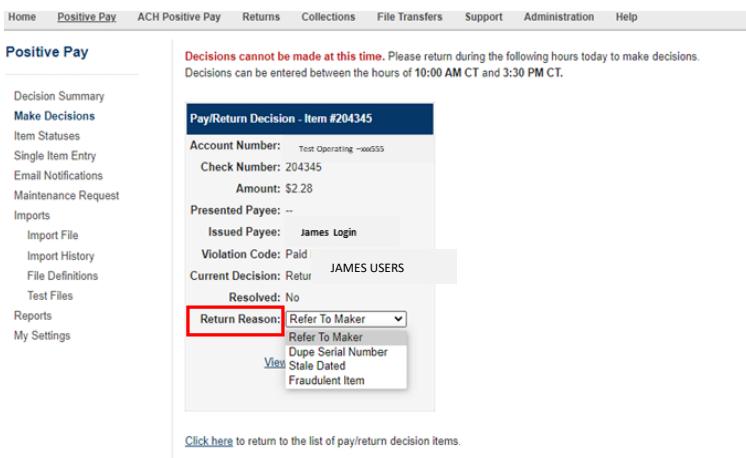 Home Positive Pay ACH Positive Pay Returns Collections File Transfers Support Administration Help
Positive Pay
Decision Summary
Make Decisions
Item Statuses
Single Item Entry
Email Notifications
Maintenance Request
Imports
Import File
Import History
File Definitions
Test Files
Reports
My Settings
Decisions cannot be made at this time. Please return during the following hours today to make decisions.
Decisions can be entered between the hours of 10:00 AM CT and 3:30 PM CT.
Pay/Return Decision - Item #204345
Account Number: Test Operating -xxx555
Check Number: 204345
Amount: $2.28
Presented Payee: --
Issued Payee: James Login
Violation Code: Paid
JAMES USERS
Current Decision: Retur
Resolved: No
Return Reason: Refer To Maker
Refer To Maker
Dupe Serial Number
View
Stale Dated
Fraudulent Item
Click here to return to the list of pay/return decision items.